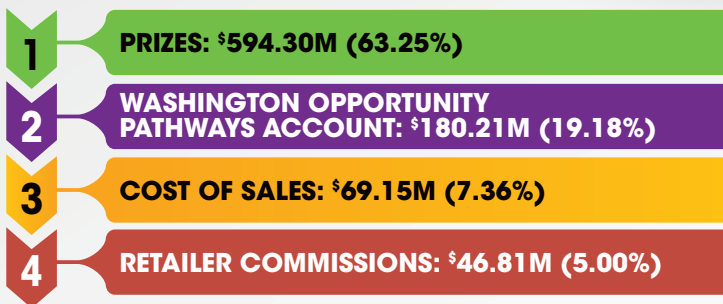 1
PRIZES: $594.30M (63.25%)
2
WASHINGTON OPPORTUNITY
PATHWAYS ACCOUNT: $180.21M (19.18%)
3
COST OF SALES: $69.15M (7.36%)
4
RETAILER COMMISSIONS: $46.81M (5.00%)